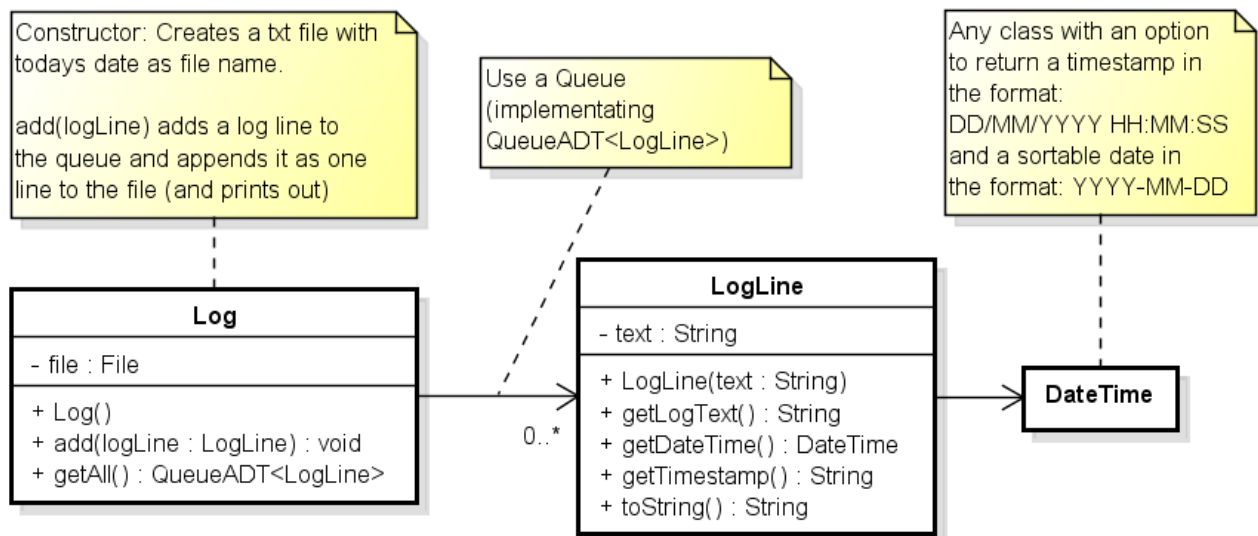 Constructor: Creates a txt file with
todays date as file name.
add(logLine) adds a log line to
the queue and appends it as one
line to the file (and prints out)
Use a Queue
(implementating
QueueADT<LogLine>)
Any class with an option
to return a timestamp in
the format:
DD/MM/YYYY HH:MM:SS
and a sortable date in
the format: YYYY-MM-DD
Log
- file : File
+ Log()
+ add(logLine : LogLine) : void
+ getAll() : QueueADT<LogLine>
0..*
LogLine
- text : String
+ LogLine(text : String)
+ getLogText() : String
+ getDateTime() : DateTime
+ getTimestamp() : String
+ toString() : String
DateTime